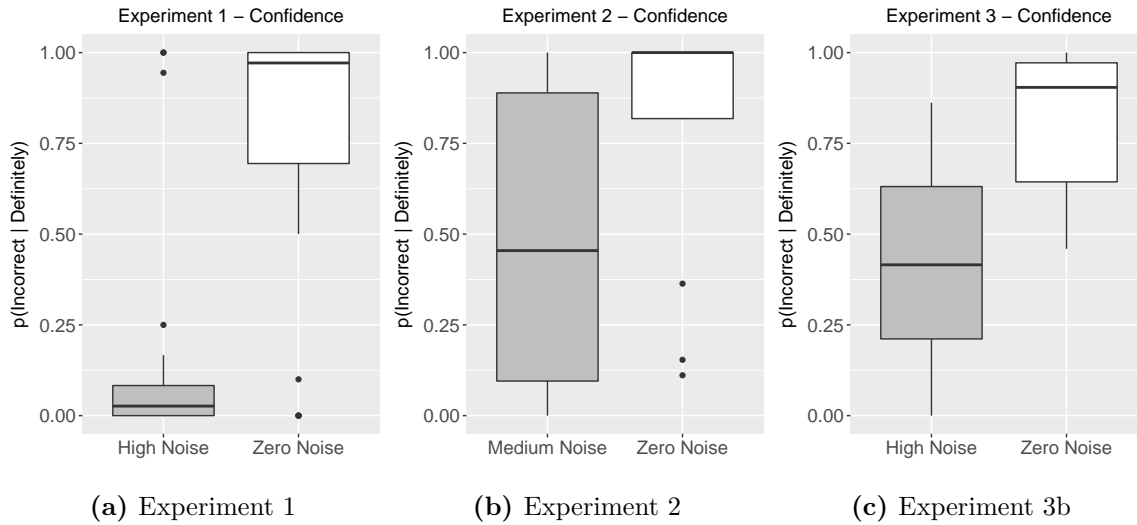 Experiment 1 – Confidence
p(Incorrect | Definitely)
1.00
0.75
0.50
0.25
0.00
High Noise
Zero Noise
(a) Experiment 1
Experiment 2 – Confidence
p(Incorrect | Definitely)
1.00
0.75
0.50
0.25
0.00
Medium Noise
Zero Noise
(b) Experiment 2
Experiment 3 – Confidence
p(Incorrect | Definitely)
1.00
0.75
0.50
0.25
0.00
High Noise
Zero Noise
(c) Experiment 3b